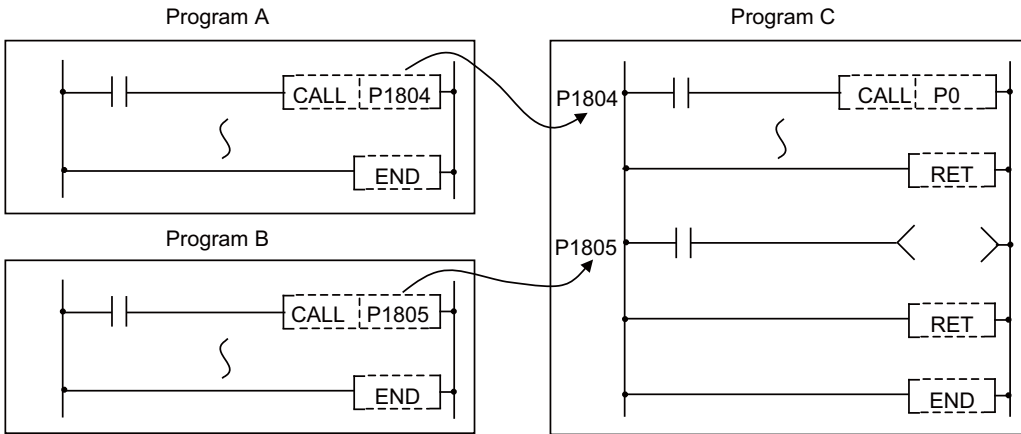 Program A
CALL P1804
END
Program B
CALL P1805
END
Program C
P1804 CALL P0
RET
P1805
RET
END